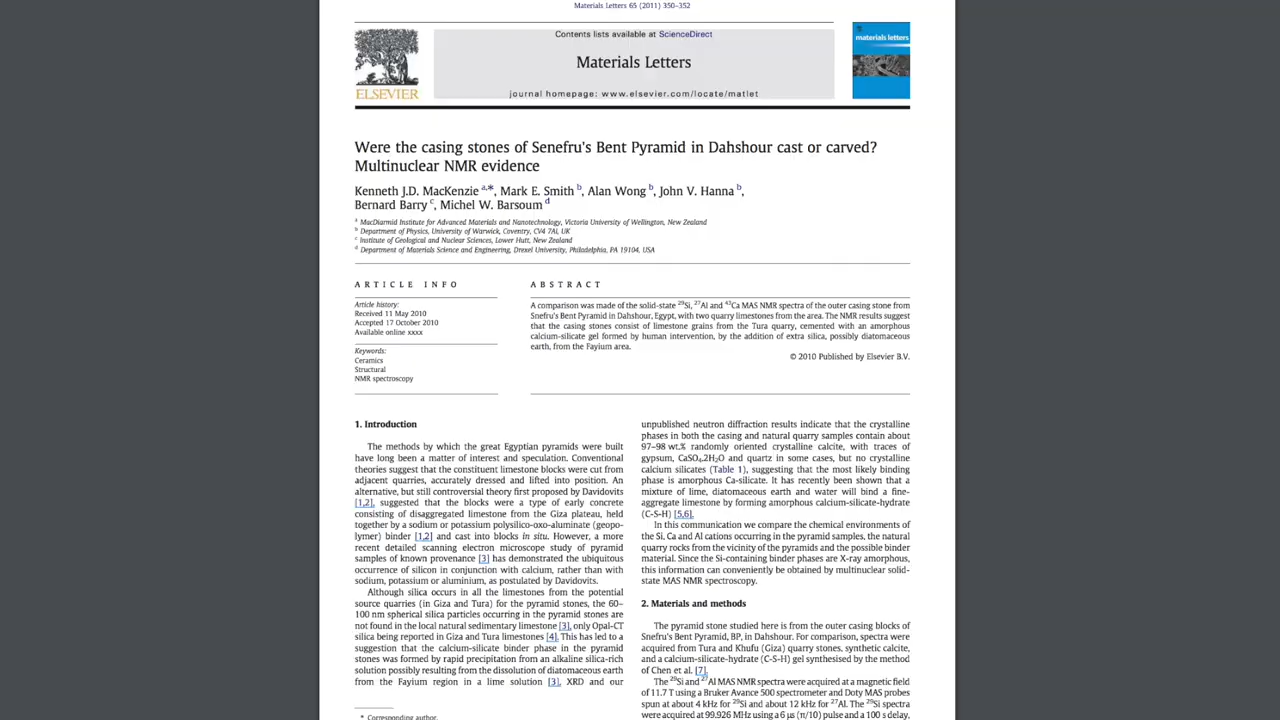 Materials Letters 65 (2011) 350–352
Contents lists available at ScienceDirect
Materials Letters
journal homepage: www.elsevier.com/locate/matlet
ELSEVIER
materials letters
Were the casing stones of Senefru's Bent Pyramid in Dahshour cast or carved?
Multinuclear NMR evidence
Kenneth J.D. MacKenzie a,*, Mark E. Smith b, Alan Wong b, John V. Hanna b,
Bernard Barry c, Michel W. Barsoum d
a MacDiarmid Institute for Advanced Materials and Nanotechnology, Victoria University of Wellington, New Zealand
b Department of Physics, University of Warwick, Coventry, CV4 7Al, UK
c Institute of Geological and Nuclear Sciences, Lower Hutt, New Zealand
d Department of Materials Science and Engineering, Drexel University, Philadelphia, PA 19104, USA
ARTICLE INFO
Article history:
Received 11 May 2010
Accepted 17 October 2010
Available online xxxx
Keywords:
Ceramics
Structural
NMR spectroscopy
ABSTRACT
A comparison was made of the solid-state 29Si, 27Al and 43Ca MAS NMR spectra of the outer casing stone from
Snefru's Bent Pyramid in Dahshour, Egypt, with two quarry limestones from the area. The NMR results suggest
that the casing stones consist of limestone grains from the Tura quarry, cemented with an amorphous
calcium-silicate gel formed by human intervention, by the addition of extra silica, possibly diatomaceous
earth, from the Fayium area.
© 2010 Published by Elsevier B.V.
1. Introduction
The methods by which the great Egyptian pyramids were built
have long been a matter of interest and speculation. Conventional
theories suggest that the constituent limestone blocks were cut from
adjacent quarries, accurately dressed and lifted into position. An
alternative, but still controversial theory first proposed by Davidovits
[1,2], suggested that the blocks were a type of early concrete
consisting of disaggregated limestone from the Giza plateau, held
together by a sodium or potassium polysilico-oxo-aluminate (geopo-
lymer) binder [1,2] and cast into blocks in situ. However, a more
recent detailed scanning electron microscope study of pyramid
samples of known provenance [3] has demonstrated the ubiquitous
occurrence of silicon in conjunction with calcium, rather than with
sodium, potassium or aluminium, as postulated by Davidovits.
Although silica occurs in all the limestones from the potential
source quarries (in Giza and Tura) for the pyramid stones, the 60–
100 nm spherical silica particles occurring in the pyramid stones are
not found in the local natural sedimentary limestone [3], only Opal-CT
silica being reported in Giza and Tura limestones [4]. This has led to a
suggestion that the calcium-silicate binder phase in the pyramid
stones was formed by rapid precipitation from an alkaline silica-rich
solution possibly resulting from the dissolution of diatomaceous earth
from the Fayium region in a lime solution [3]. XRD and our
* Corresponding author.
unpublished neutron diffraction results indicate that the crystalline
phases in both the casing and natural quarry samples contain about
97–98 wt.% randomly oriented crystalline calcite, with traces of
gypsum, CaSO4.2H2O and quartz in some cases, but no crystalline
calcium silicates (Table 1), suggesting that the most likely binding
phase is amorphous Ca-silicate. It has recently been shown that a
mixture of lime, diatomaceous earth and water will bind a fine-
aggregate limestone by forming amorphous calcium-silicate-hydrate
(C-S-H) [5,6].
In this communication we compare the chemical environments of
the Si, Ca and Al cations occurring in the pyramid samples, the natural
quarry rocks from the vicinity of the pyramids and the possible binder
material. Since the Si-containing binder phases are X-ray amorphous,
this information can conveniently be obtained by multinuclear solid-
state MAS NMR spectroscopy.
2. Materials and methods
The pyramid stone studied here is from the outer casing blocks of
Snefru's Bent Pyramid, BP, in Dahshour. For comparison, spectra were
acquired from Tura and Khufu (Giza) quarry stones, synthetic calcite,
and a calcium-silicate-hydrate (C-S-H) gel synthesised by the method
of Chen et al. [7].
The 29Si and 27Al MAS NMR spectra were acquired at a magnetic field
of 11.7 T using a Bruker Avance 500 spectrometer and Doty MAS probes
spun at about 4 kHz for 29Si and about 12 kHz for 27Al. The 29Si spectra
were acquired at 99.926 MHz using a 6 μs (π/10) pulse and a 100 s delay,